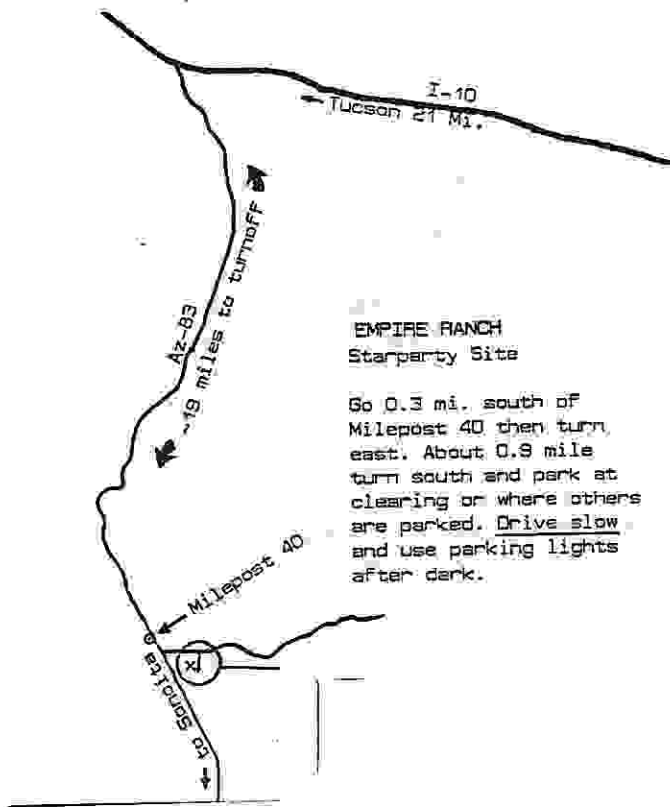 I-10
Tucson 21 Mi.
Az-83
~19 miles to turnoff
EMPIRE RANCH
Starparty Site
Go 0.3 mi. south of
Milepost 40 then turn
east. About 0.9 mile
turn south and park at
clearing or where others
are parked. Drive slow
and use parking lights
after dark.
Milepost 40
X
to Sonoita